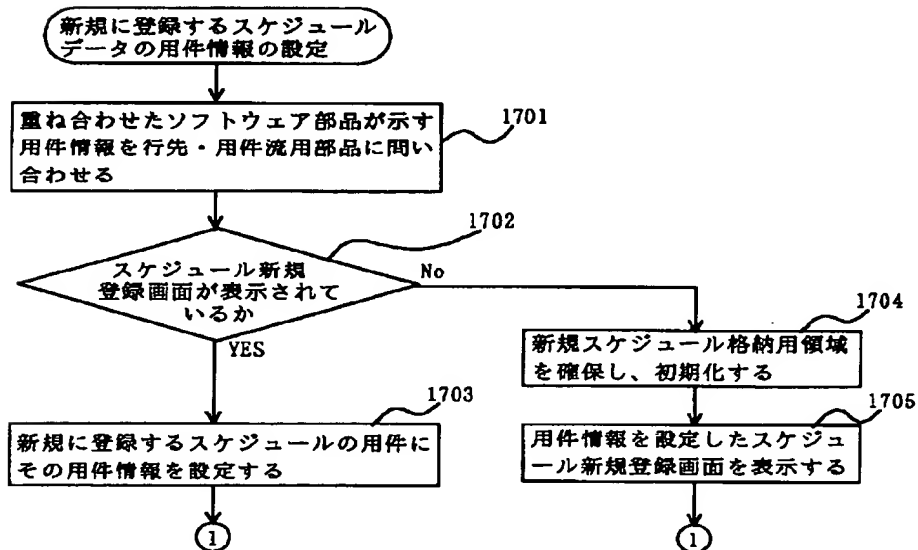 新規に登録するスケジュール
データの用件情報の設定
1701
重ね合わせたソフトウェア部品が示す
用件情報を行先・用件流用部品に問い
合わせる
1702
スケジュール新規
登録画面が表示されて
いるか
No
YES
1704
新規スケジュール格納用領域
を確保し、初期化する
1703
新規に登録するスケジュールの用件に
その用件情報を設定する
1705
用件情報を設定したスケジュ
ール新規登録画面を表示する
1
1